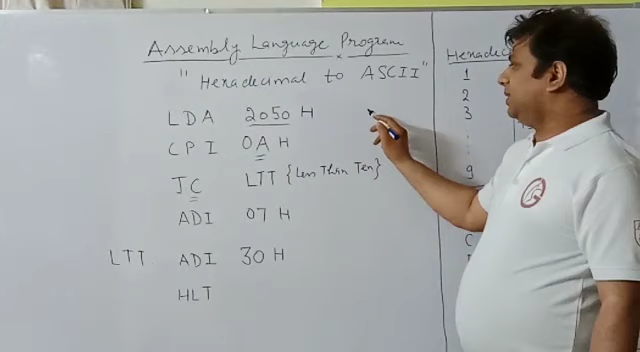 Assembly Language Program
"Hexadecimal to ASCII"
LDA 2050 H
CPI 0A H
JC LTT {Less Than Ten}
ADI 07 H
LTT ADI 30 H
HLT
1
2
3
9
C